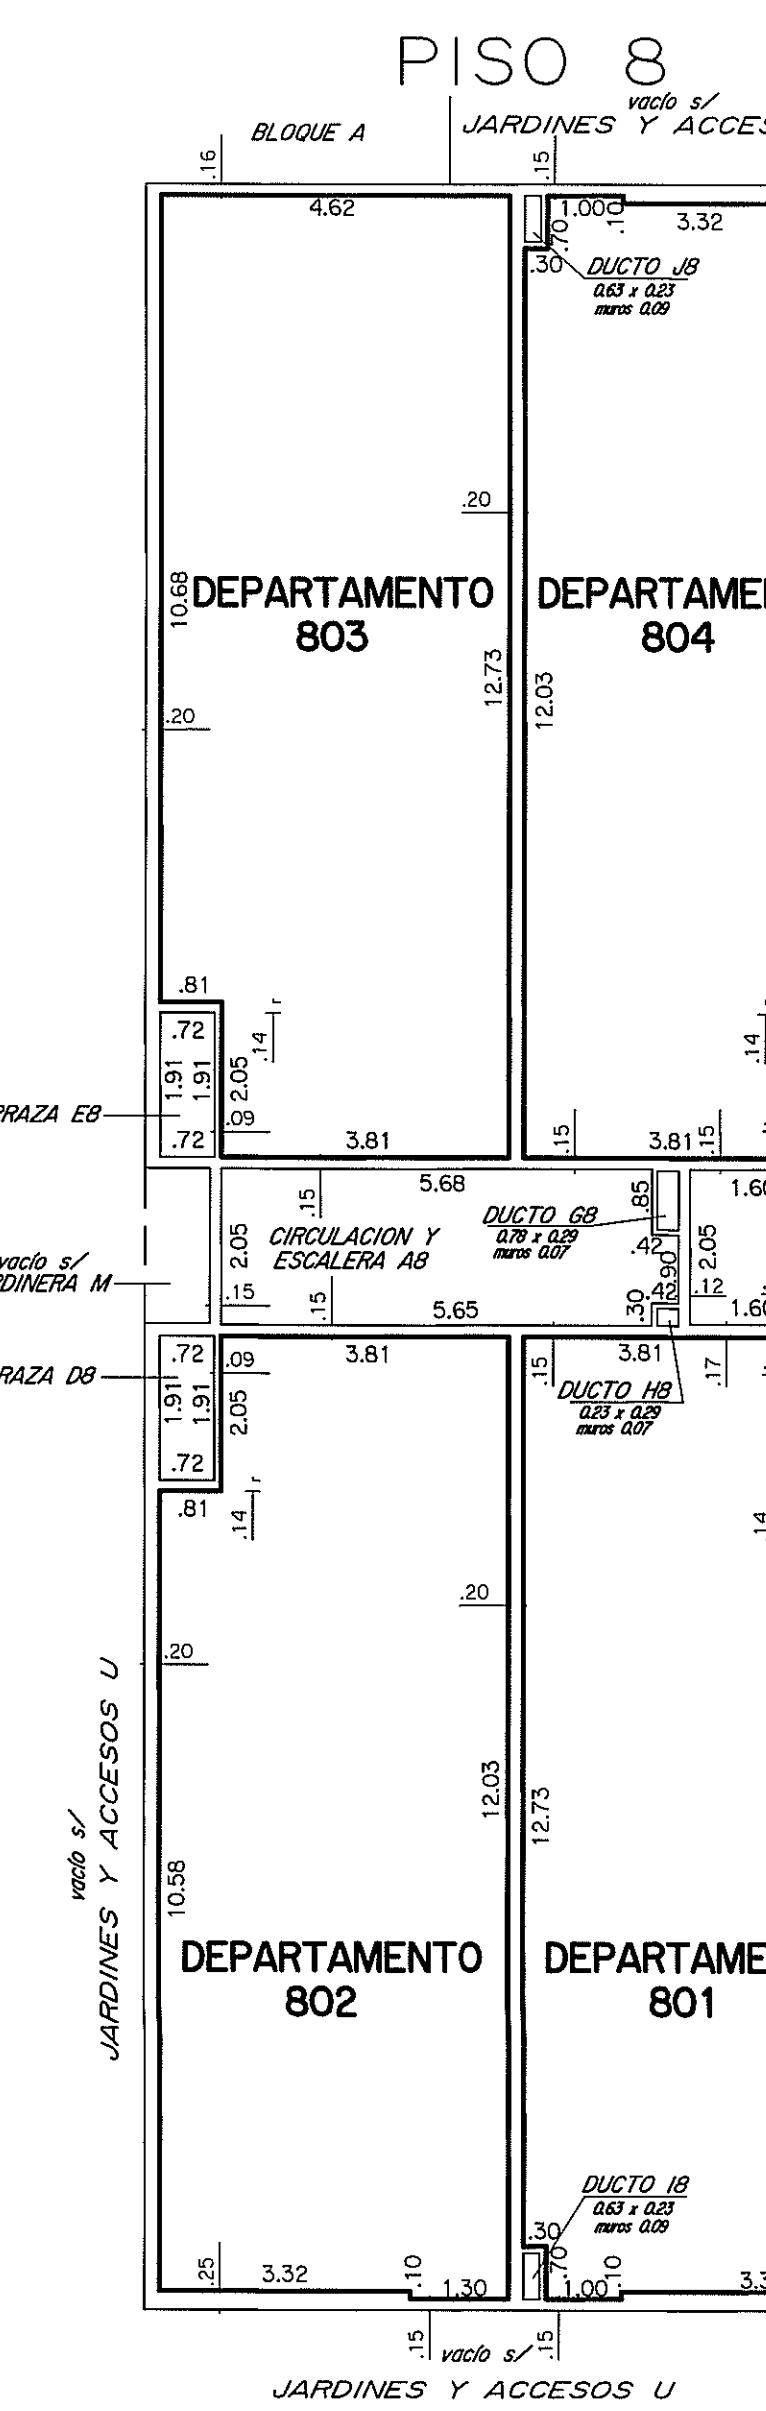 PISO 8
BLOQUE A
vacío s/
JARDINES Y ACCES
.16
.15
4.62
1.00
.10
3.32
.70
.30
DUCTO J8
0.63 x 0.23
muros 0.09
.20
10.68
DEPARTAMENTO
803
DEPARTAME
804
12.73
12.03
.20
.81
.72
r
.14
.14
1.91
1.91
2.05
RRAZA E8
.09
.72
3.81
.15
3.81
.15
5.68
.15
.85
1.60
DUCTO G8
0.78 x 0.29
muros 0.07
CIRCULACION Y
ESCALERA A8
2.05
.42
.90
2.05
vacío s/
RDINERA M
.15
.15
5.65
.30
.42
.12
1.60
.72
.09
3.81
.15
3.81
.17
RAZA D8
1.91
1.91
2.05
DUCTO H8
0.23 x 0.29
muros 0.07
.72
.81
r
.14
.14
.20
.20
vacío s/
JARDINES Y ACCESOS U
12.03
12.73
10.58
DEPARTAMENTO
802
DEPARTAME
801
DUCTO I8
0.63 x 0.23
muros 0.09
.30
.70
.25
3.32
.10
1.30
1.00
.10
3.3
.15
vacío s/
.15
JARDINES Y ACCESOS U